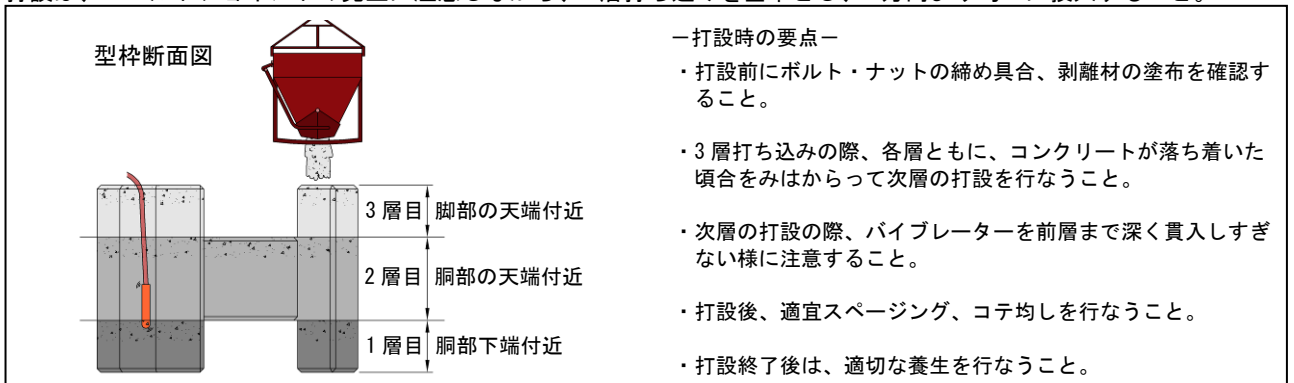 型枠断面図
3層目 脚部の天端付近
2層目 胴部の天端付近
1層目 胴部下端付近
－打設時の要点－
・打設前にボルト・ナットの締め具合、剥離材の塗布を確認す
ること。
・3層打ち込みの際、各層ともに、コンクリートが落ち着いた
頃合をみはからって次層の打設を行なうこと。
・次層の打設の際、バイブレーターを前層まで深く貫入しすぎ
ない様に注意すること。
・打設後、適宜スページング、コテ均しを行なうこと。
・打設終了後は、適切な養生を行なうこと。